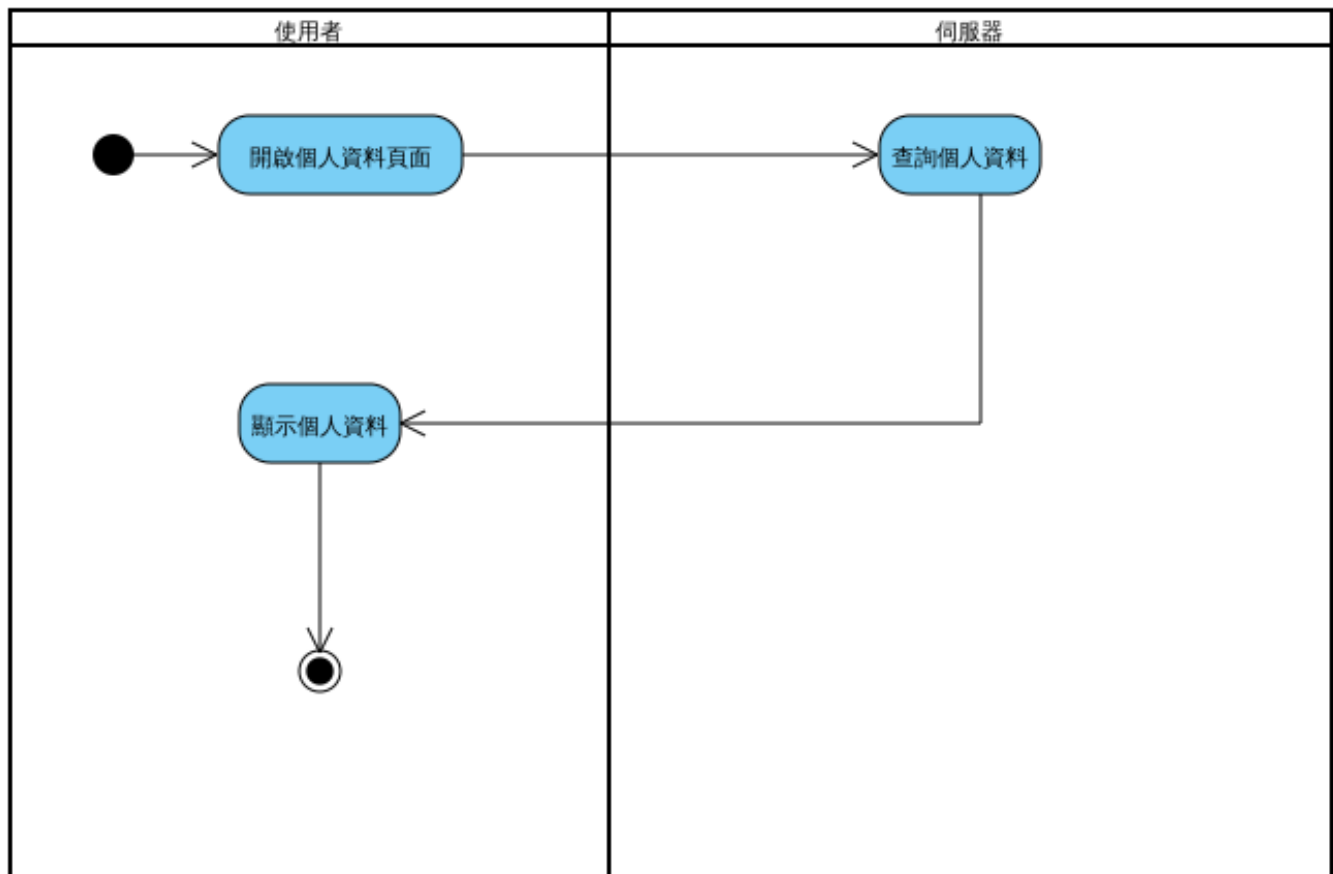 使用者
伺服器
開啟個人資料頁面
查詢個人資料
顯示個人資料